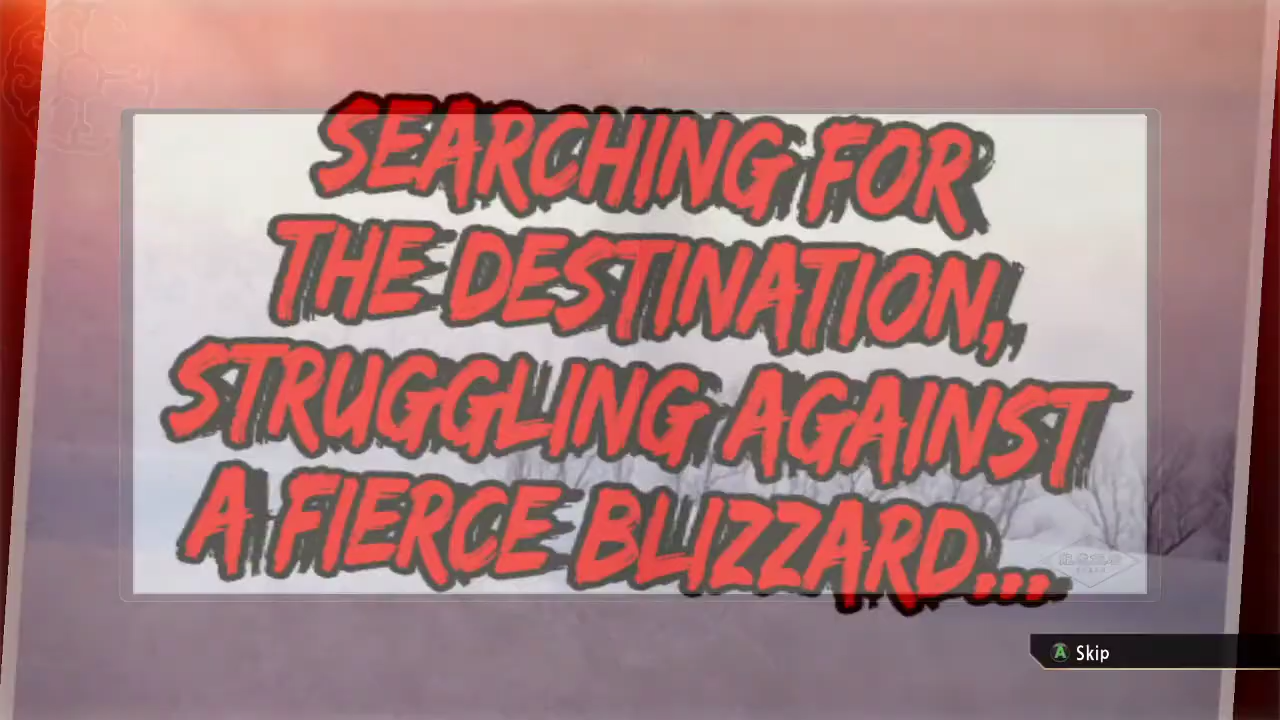 SEARCHING FOR
THE DESTINATION,
STRUGGLING AGAINST
A FIERCE BLIZZARD...
A Skip